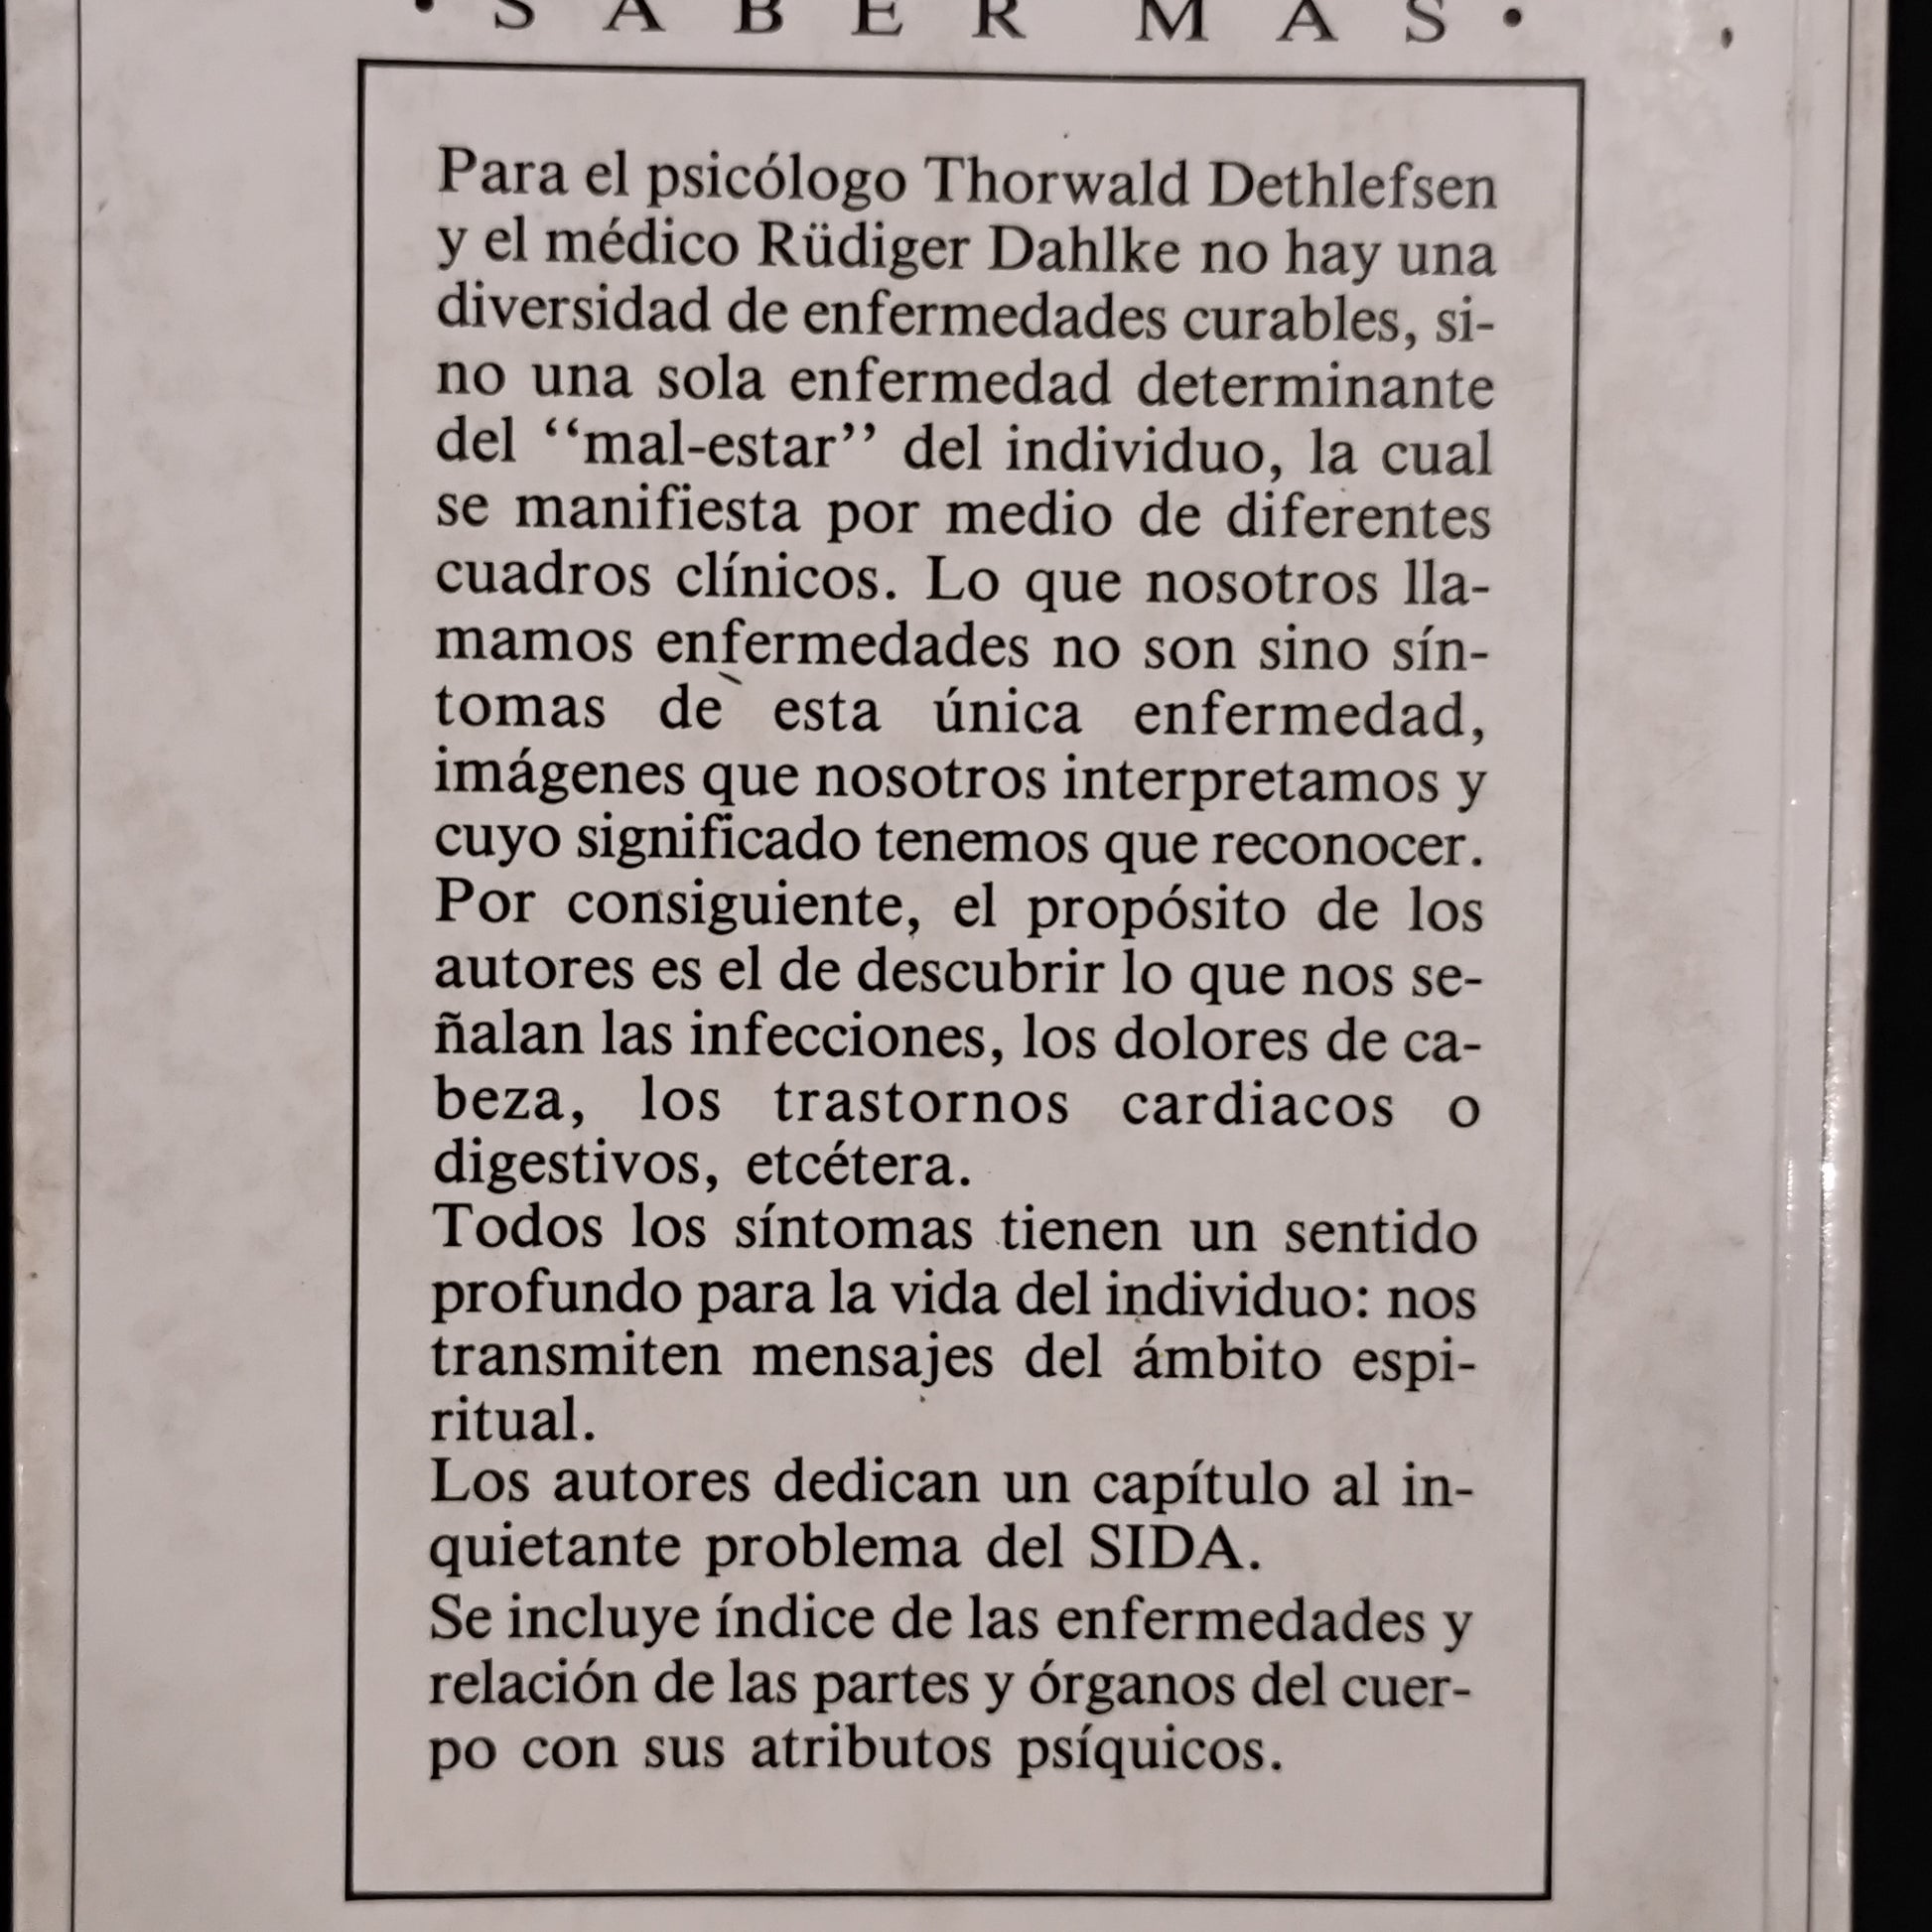 • SABER MAS •
Para el psicólogo Thorwald Dethlefsen
y el médico Rüdiger Dahlke no hay una
diversidad de enfermedades curables, si-
no una sola enfermedad determinante
del “mal-estar” del individuo, la cual
se manifiesta por medio de diferentes
cuadros clínicos. Lo que nosotros lla-
mamos enfermedades no son sino sín-
tomas de esta única enfermedad,
imágenes que nosotros interpretamos y
cuyo significado tenemos que reconocer.
Por consiguiente, el propósito de los
autores es el de descubrir lo que nos se-
ñalan las infecciones, los dolores de ca-
beza, los trastornos cardiacos o
digestivos, etcétera.
Todos los síntomas tienen un sentido
profundo para la vida del individuo: nos
transmiten mensajes del ámbito espi-
ritual.
Los autores dedican un capítulo al in-
quietante problema del SIDA.
Se incluye índice de las enfermedades y
relación de las partes y órganos del cuer-
po con sus atributos psíquicos.